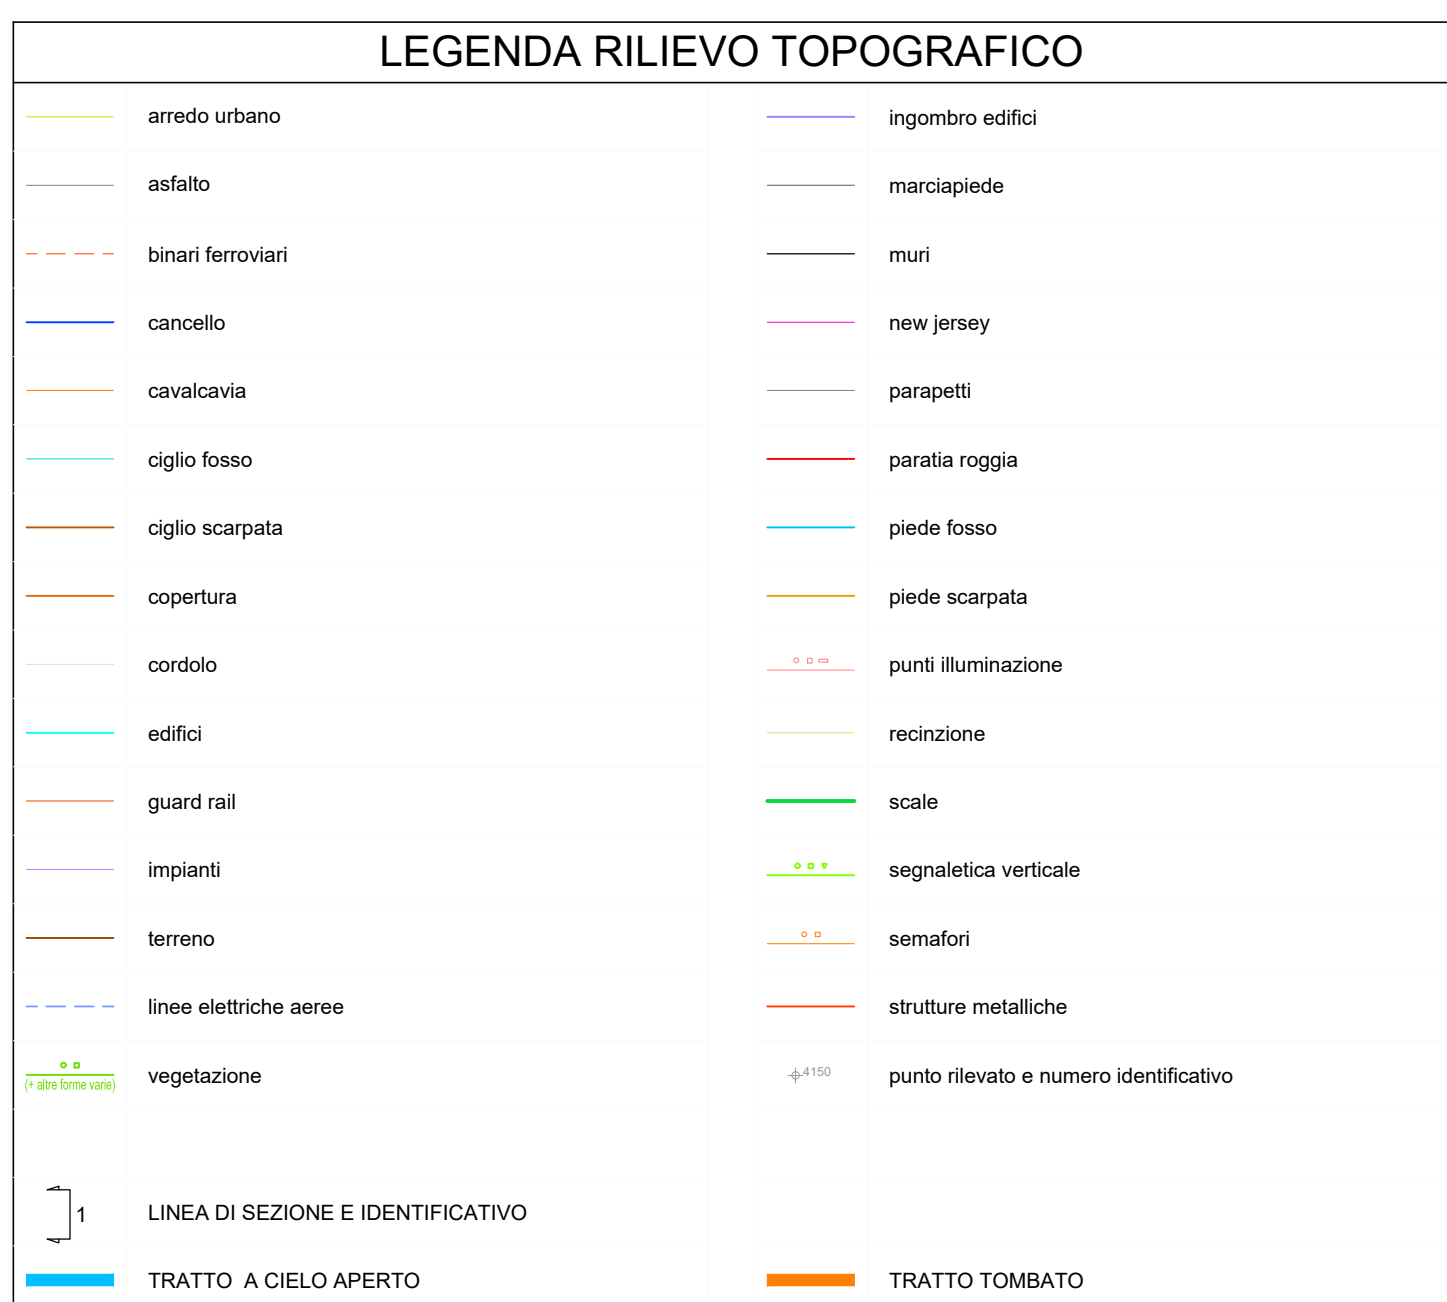 LEGENDA RILIEVO TOPOGRAFICO
arredo urbano
ingombro edifici
asfalto
marciapiede
binari ferroviari
muri
cancello
new jersey
cavalcavia
parapetti
ciglio fosso
paratia roggia
ciglio scarpata
piede fosso
copertura
piede scarpata
cordolo
punti illuminazione
edifici
recinzione
guard rail
scale
impianti
segnaletica verticale
terreno
semafori
linee elettriche aeree
strutture metalliche
(+ altre forme varie)
vegetazione
4150
punto rilevato e numero identificativo
1
LINEA DI SEZIONE E IDENTIFICATIVO
TRATTO A CIELO APERTO
TRATTO TOMBATO